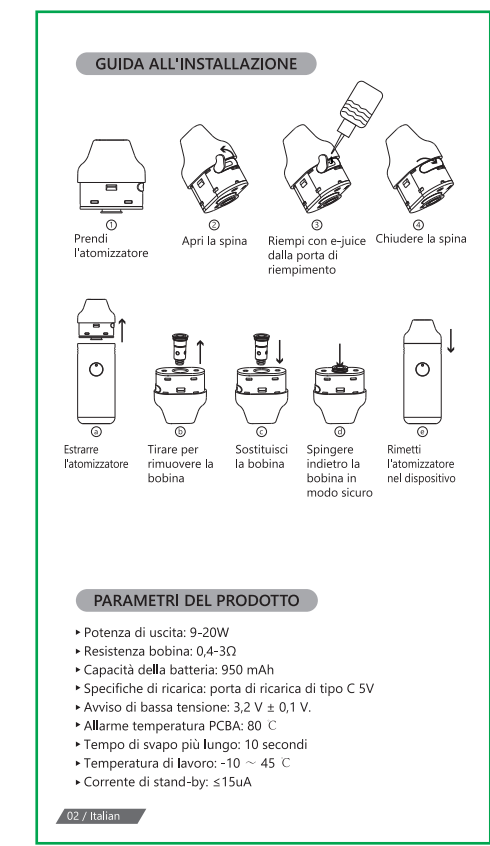 GUIDA ALL'INSTALLAZIONE
①
Prendi
l'atomizzatore
②
Apri la spina
③
Riempi con e-juice
dalla porta di
riempimento
④
Chiudere la spina
ⓐ
Estrarre
l'atomizzatore
ⓑ
Tirare per
rimuovere la
bobina
ⓒ
Sostituisci
la bobina
ⓓ
Spingere
indietro la
bobina in
modo sicuro
ⓔ
Rimetti
l'atomizzatore
nel dispositivo
PARAMETRI DEL PRODOTTO
▸ Potenza di uscita: 9-20W
▸ Resistenza bobina: 0,4-3Ω
▸ Capacità della batteria: 950 mAh
▸ Specifiche di ricarica: porta di ricarica di tipo C 5V
▸ Avviso di bassa tensione: 3,2 V ± 0,1 V.
▸ Allarme temperatura PCBA: 80 ℃
▸ Tempo di svapo più lungo: 10 secondi
▸ Temperatura di lavoro: -10 ～ 45 ℃
▸ Corrente di stand-by: ≤15uA
02 / Italian